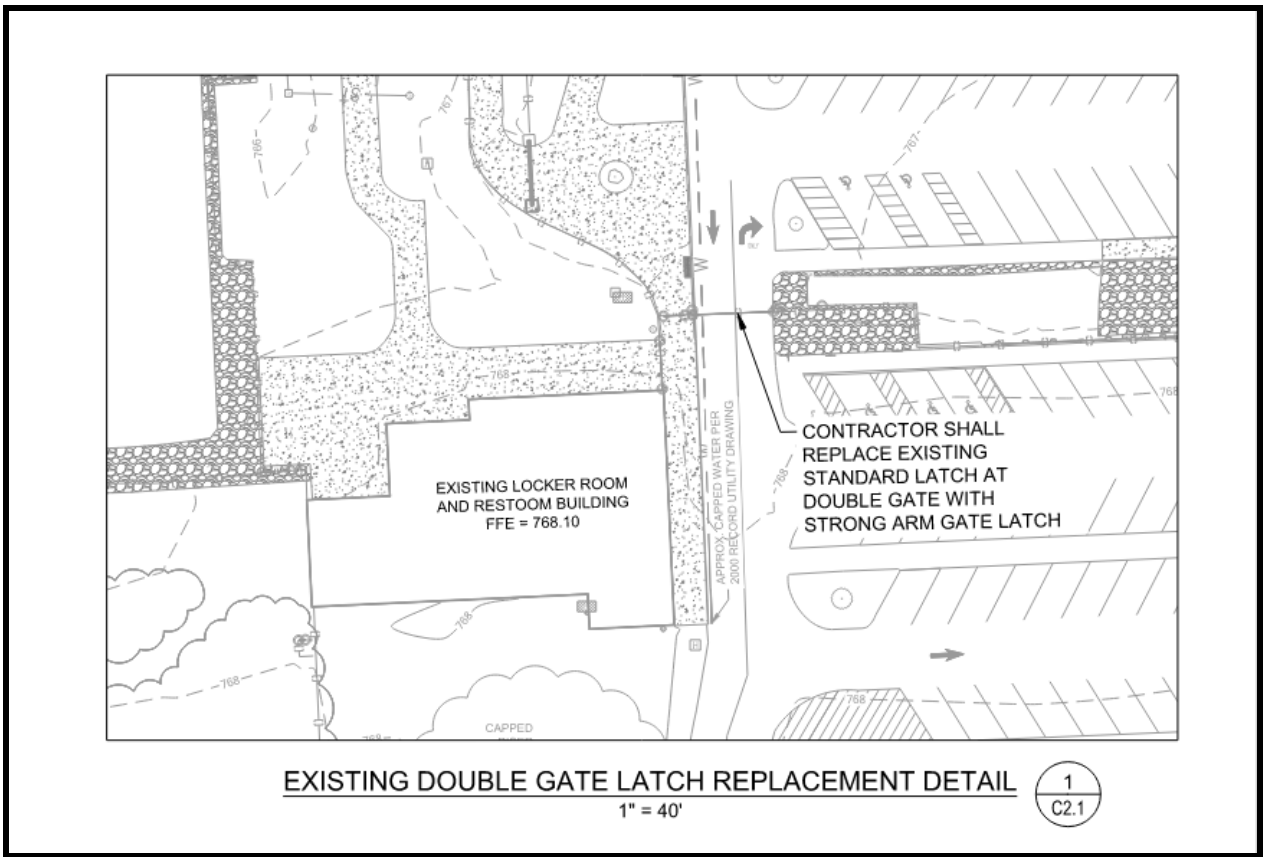 766
767
767
W
W
768
768
768
CONTRACTOR SHALL
REPLACE EXISTING
STANDARD LATCH AT
DOUBLE GATE WITH
STRONG ARM GATE LATCH
EXISTING LOCKER ROOM
AND RESTOOM BUILDING
FFE = 768.10
APPROX. CAPPED WATER PER
2000 RECORD UTILITY DRAWING
768
768
768
768
CAPPED
EXISTING DOUBLE GATE LATCH REPLACEMENT DETAIL
1" = 40'
1
C2.1